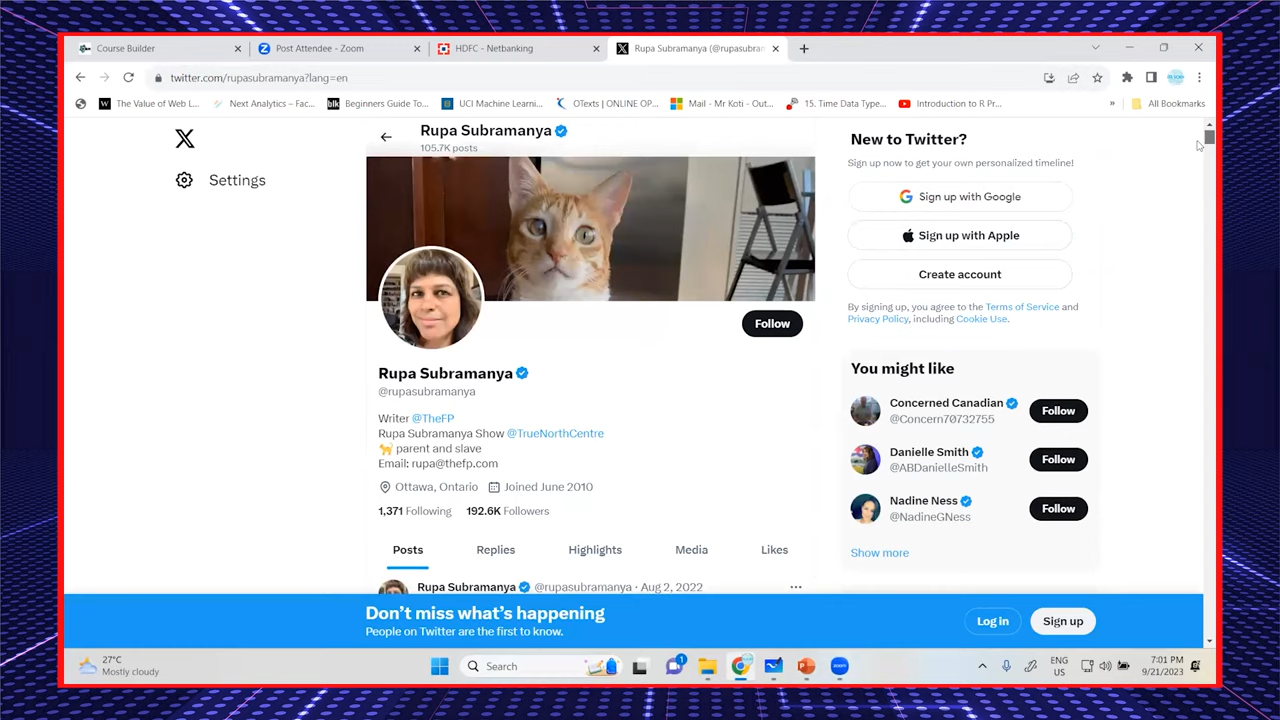 Course Builder
Post Attendee - Zoom
HDFC - Netbanking
Rupa Subramanya (@rupasubran
twitter.com/rupasubramanya?lang=en
The Value of Web L...
Next Analytics – Fac...
blk
Beginners Guide To...
UCI Machine Learni...
OTexts | ONLINE OP...
Mail - Mr Koti - Out...
15. Time Data Type...
Introduction to R Pr...
»
All Bookmarks
Settings
Rupa Subramanya
105.7K posts
Follow
Rupa Subramanya
@rupasubramanya
Writer @TheFP
Rupa Subramanya Show @TrueNorthCentre
🐈 parent and slave
Email: rupa@thefp.com
Ottawa, Ontario Joined June 2010
1,371 Following 192.6K Followers
Posts Replies Highlights Media Likes
Rupa Subramanya @rupasubramanya · Aug 2, 2022
New to Twitter?
Sign up now to get your own personalized timeline!
Sign up with Google
Sign up with Apple
Create account
By signing up, you agree to the Terms of Service and
Privacy Policy, including Cookie Use.
You might like
Concerned Canadian
@Concern70732755
Follow
Danielle Smith
@ABDanielleSmith
Follow
Nadine Ness
@NadineGNess
Follow
Show more
Don't miss what's happening
People on Twitter are the first to know.
Log in
Sign up
27°C
Mostly cloudy
Search
1
zoom
ENG
US
7:01 PM
9/21/2023